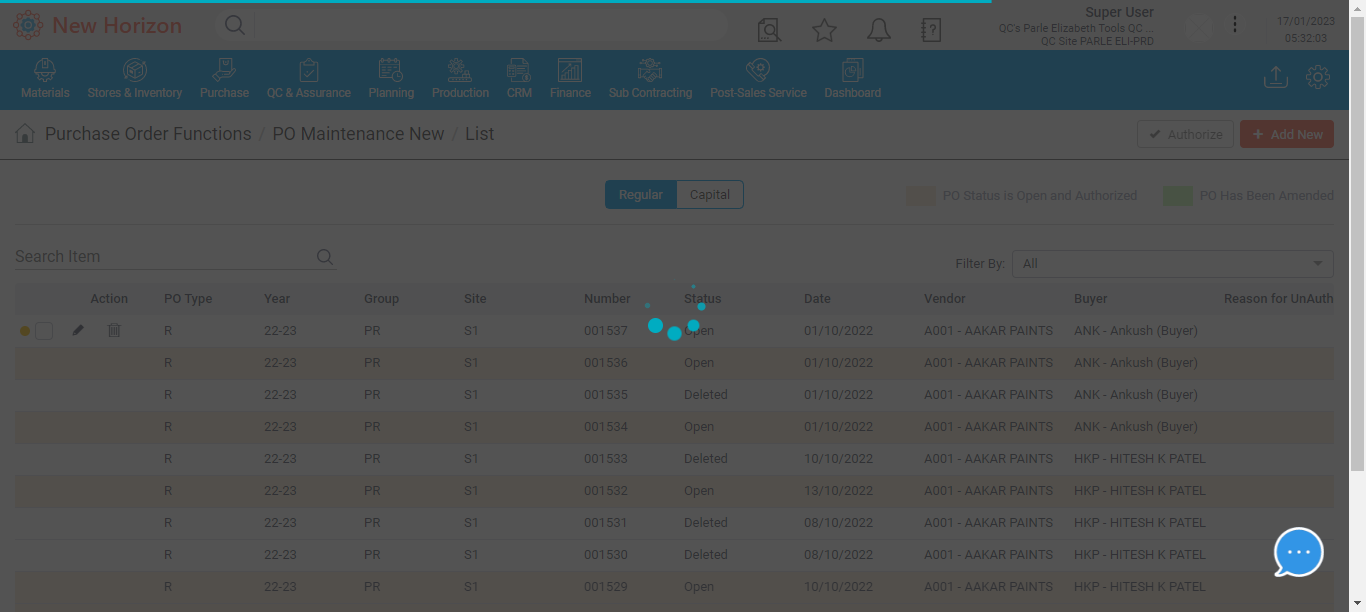 New Horizon
Super User
QC's Parle Elizabeth Tools QC ...
QC Site PARLE ELI-PRD
17/01/2023
05:32:03
Materials Stores & Inventory Purchase QC & Assurance Planning Production CRM Finance Sub Contracting Post-Sales Service Dashboard
Purchase Order Functions / PO Maintenance New / List
Authorize + Add New
Regular Capital PO Status is Open and Authorized PO Has Been Amended
Search Item
Filter By: All
Action PO Type Year Group Site Number Status Date Vendor Buyer Reason for UnAuth
R 22-23 PR S1 001537 Open 01/10/2022 A001 - AAKAR PAINTS ANK - Ankush (Buyer)
R 22-23 PR S1 001536 Open 01/10/2022 A001 - AAKAR PAINTS ANK - Ankush (Buyer)
R 22-23 PR S1 001535 Deleted 01/10/2022 A001 - AAKAR PAINTS ANK - Ankush (Buyer)
R 22-23 PR S1 001534 Open 01/10/2022 A001 - AAKAR PAINTS ANK - Ankush (Buyer)
R 22-23 PR S1 001533 Deleted 10/10/2022 A001 - AAKAR PAINTS HKP - HITESH K PATEL
R 22-23 PR S1 001532 Open 13/10/2022 A001 - AAKAR PAINTS HKP - HITESH K PATEL
R 22-23 PR S1 001531 Deleted 08/10/2022 A001 - AAKAR PAINTS HKP - HITESH K PATEL
R 22-23 PR S1 001530 Deleted 08/10/2022 A001 - AAKAR PAINTS HKP - HITESH K PATEL
R 22-23 PR S1 001529 Open 10/10/2022 A001 - AAKAR PAINTS HKP - HITESH K PATEL